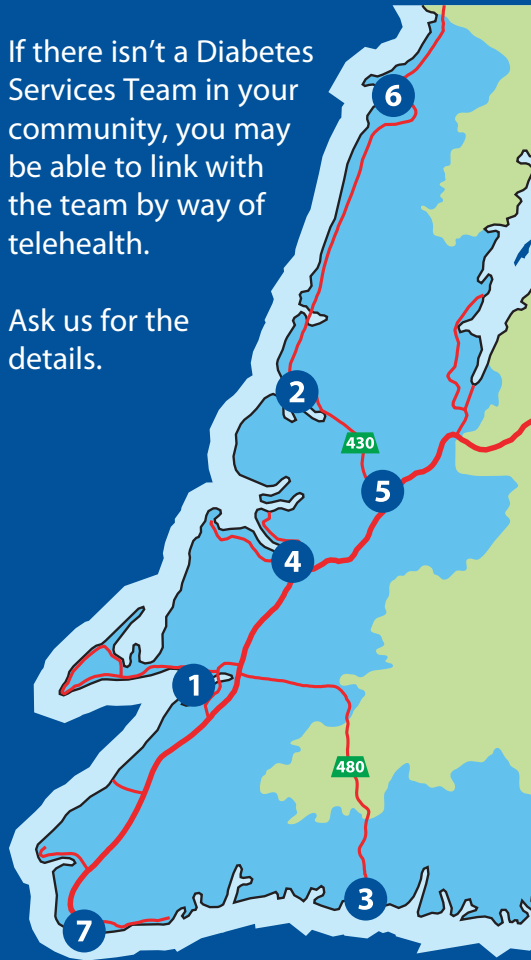 If there isn't a Diabetes
Services Team in your
community, you may
be able to link with
the team by way of
telehealth.
Ask us for the
details.
6
2
430
5
4
1
480
3
7